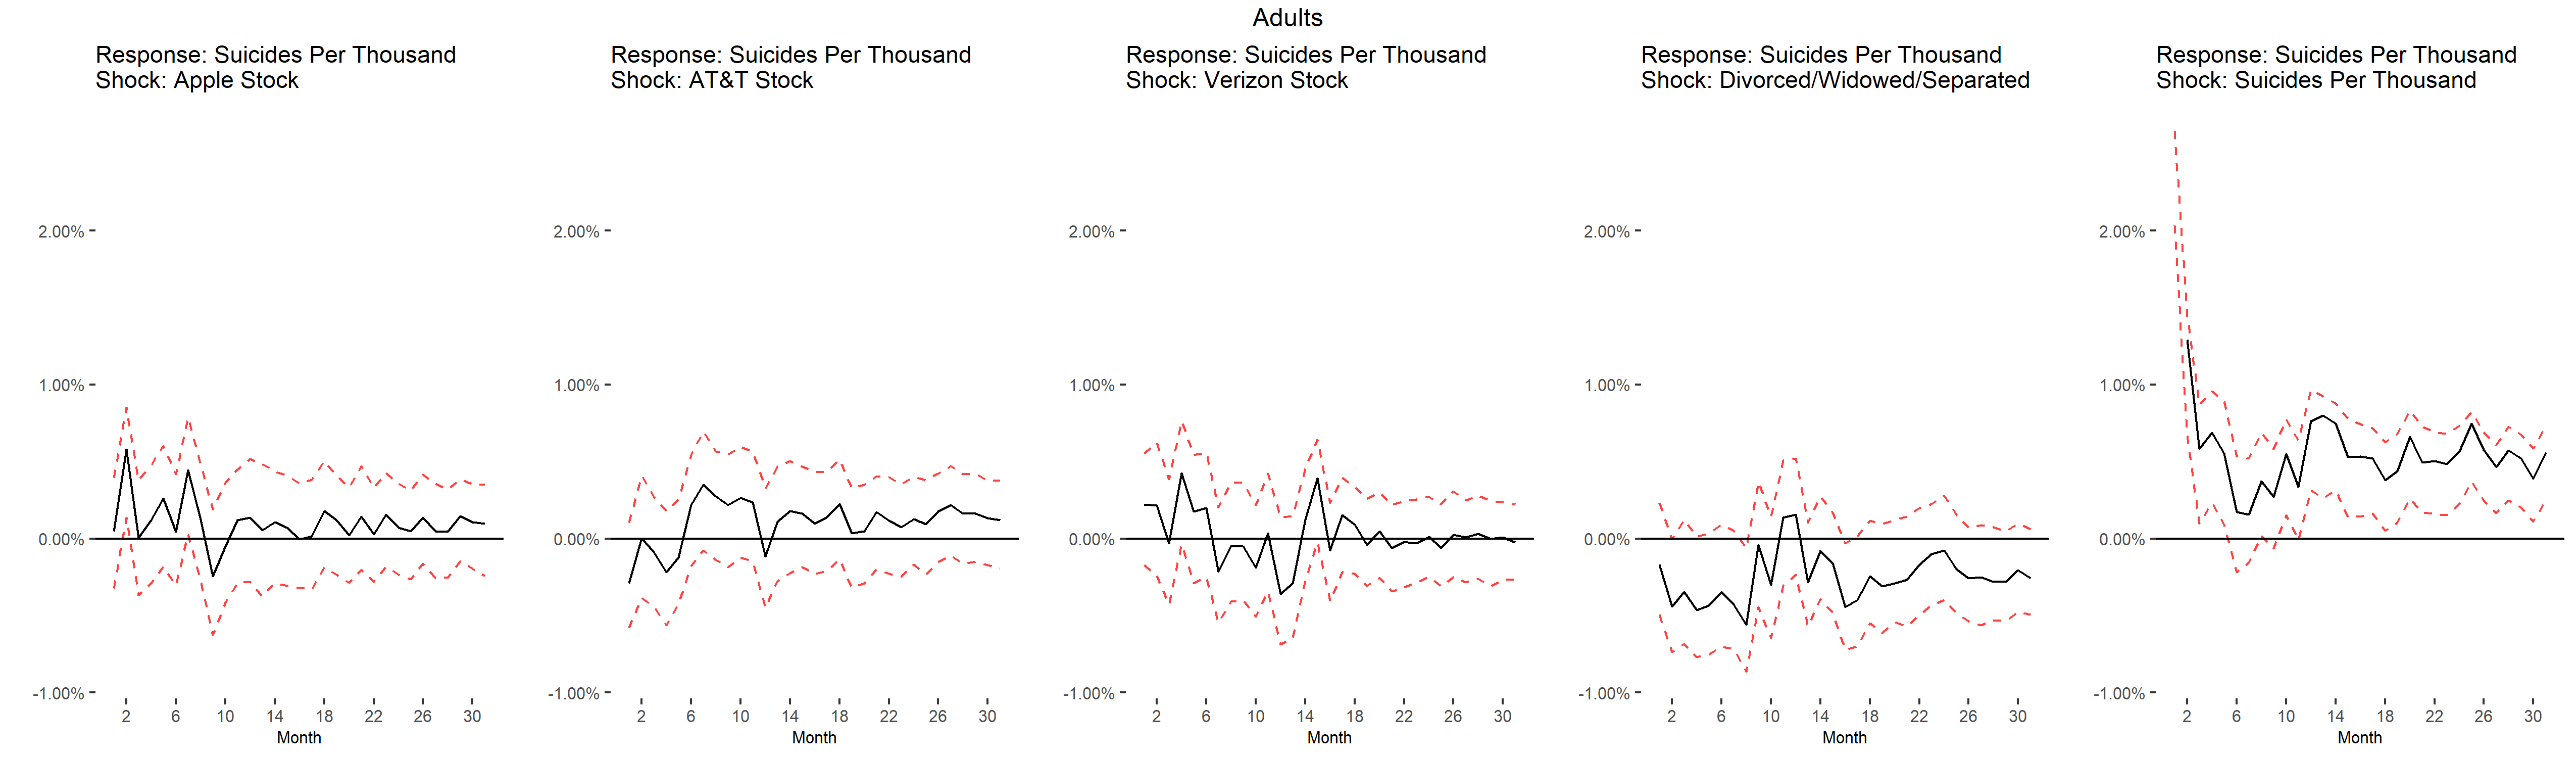 Adults
Response: Suicides Per Thousand
Shock: Apple Stock
2.00%
1.00%
0.00%
-1.00%
2 6 10 14 18 22 26 30
Month
Response: Suicides Per Thousand
Shock: AT&T Stock
2.00%
1.00%
0.00%
-1.00%
2 6 10 14 18 22 26 30
Month
Response: Suicides Per Thousand
Shock: Verizon Stock
2.00%
1.00%
0.00%
-1.00%
2 6 10 14 18 22 26 30
Month
Response: Suicides Per Thousand
Shock: Divorced/Widowed/Separated
2.00%
1.00%
0.00%
-1.00%
2 6 10 14 18 22 26 30
Month
Response: Suicides Per Thousand
Shock: Suicides Per Thousand
2.00%
1.00%
0.00%
-1.00%
2 6 10 14 18 22 26 30
Month